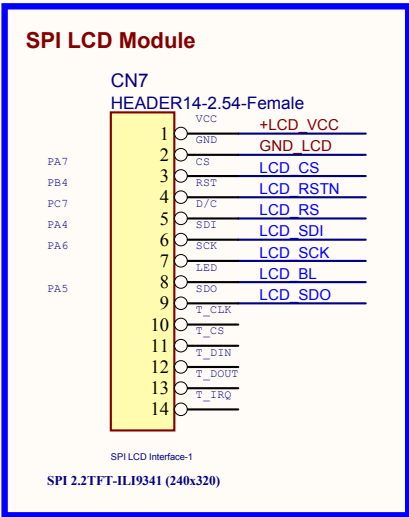 SPI LCD Module
CN7
HEADER14-2.54-Female
VCC
1 +LCD_VCC
GND
2 GND_LCD
PA7 CS
3 LCD_CS
PB4 RST
4 LCD_RSTN
PC7 D/C
5 LCD_RS
PA4 SDI
6 LCD_SDI
PA6 SCK
7 LCD_SCK
LED
8 LCD_BL
PA5 SDO
9 LCD_SDO
T_CLK
10
T_CS
11
T_DIN
12
T_DOUT
13
T_IRQ
14
SPI LCD Interface-1
SPI 2.2TFT-ILI9341 (240x320)